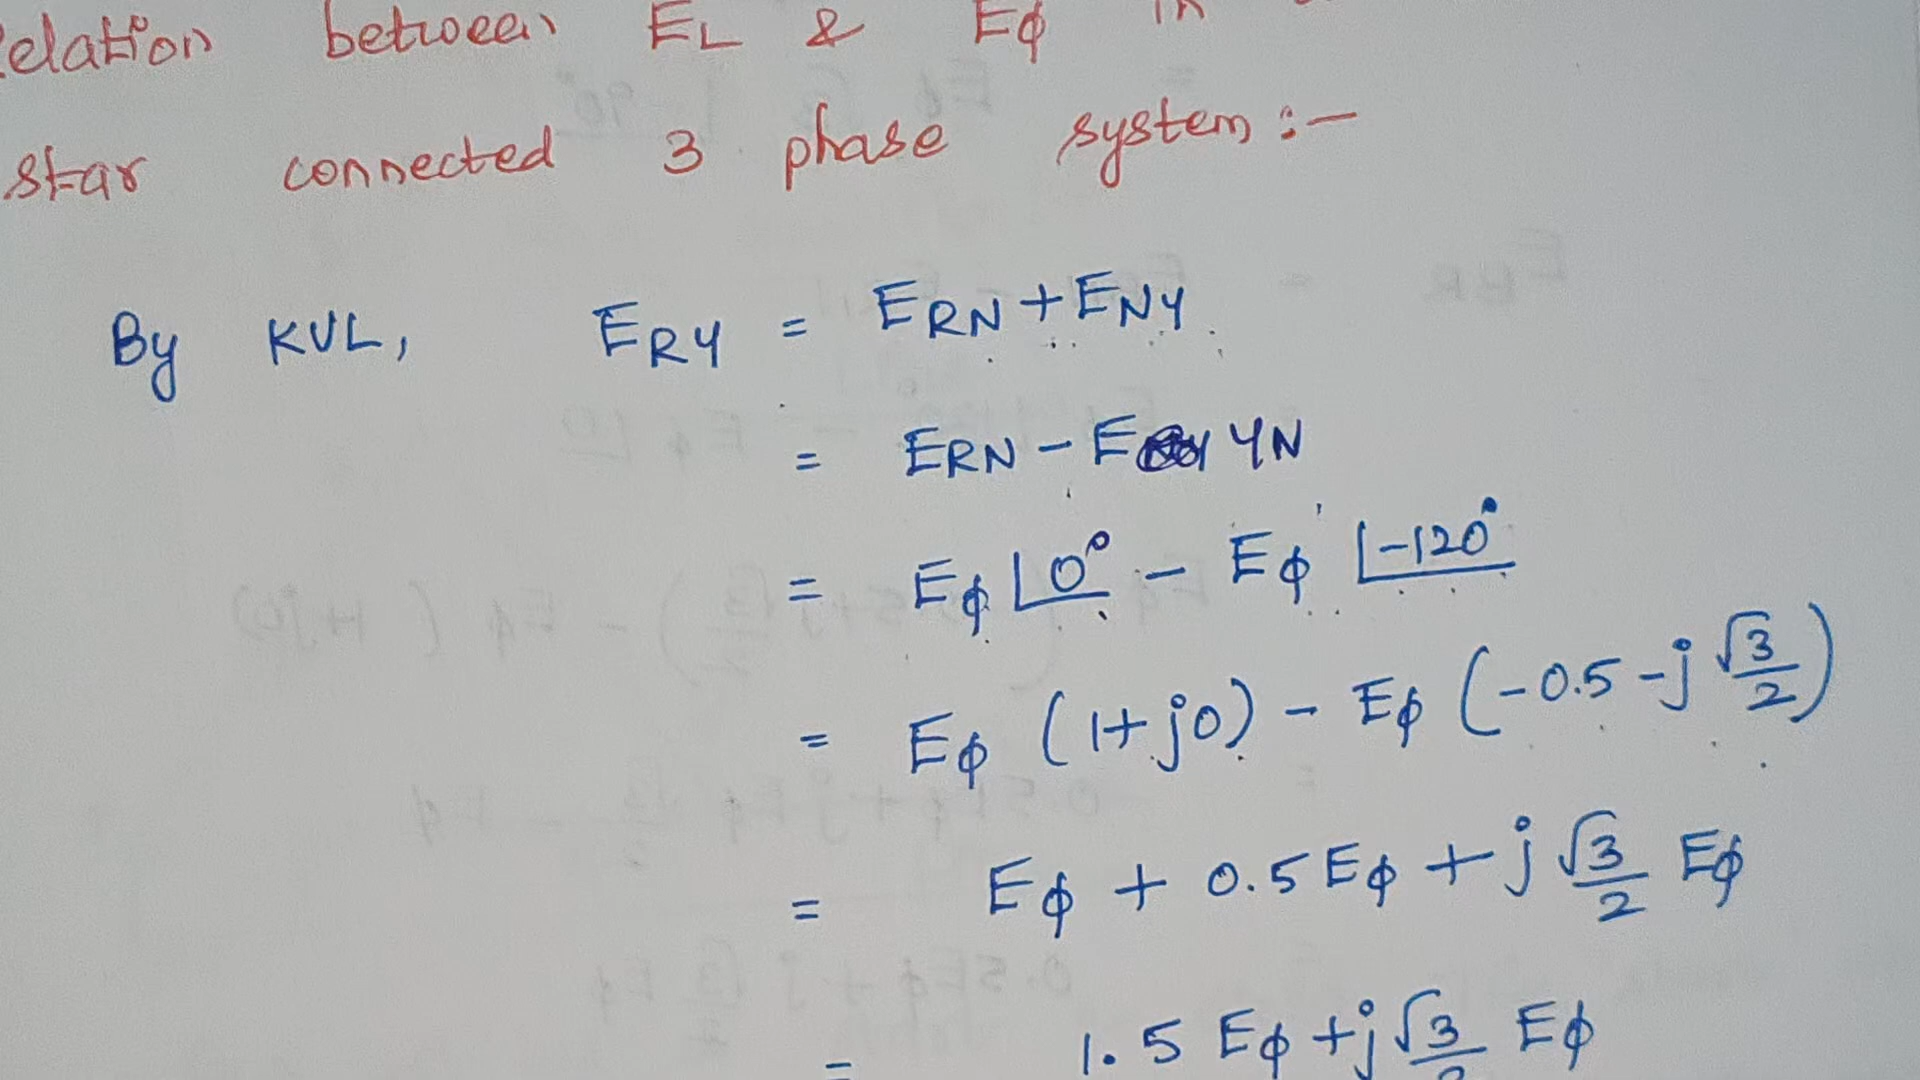 elation between EL & Eϕ in
star connected 3 phase system :-
By KVL, ERY = ERN + ENY
= ERN - E YN
= Eϕ ∠0° - Eϕ ∠-120°
= Eϕ (1+j0) - Eϕ (-0.5 - j √3/2)
= Eϕ + 0.5 Eϕ + j √3/2 Eϕ
= 1.5 Eϕ + j √3/2 Eϕ